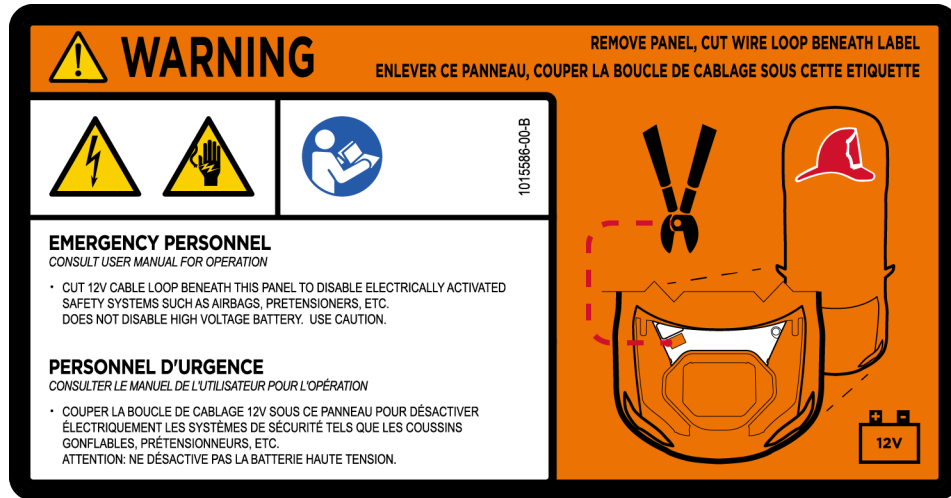 WARNING
REMOVE PANEL, CUT WIRE LOOP BENEATH LABEL
ENLEVER CE PANNEAU, COUPER LA BOUCLE DE CABLAGE SOUS CETTE ETIQUETTE
1015586-00-B
EMERGENCY PERSONNEL
CONSULT USER MANUAL FOR OPERATION
· CUT 12V CABLE LOOP BENEATH THIS PANEL TO DISABLE ELECTRICALLY ACTIVATED
SAFETY SYSTEMS SUCH AS AIRBAGS, PRETENSIONERS, ETC.
DOES NOT DISABLE HIGH VOLTAGE BATTERY. USE CAUTION.
PERSONNEL D'URGENCE
CONSULTER LE MANUEL DE L'UTILISATEUR POUR L'OPÉRATION
· COUPER LA BOUCLE DE CABLAGE 12V SOUS CE PANNEAU POUR DÉSACTIVER
ÉLECTRIQUEMENT LES SYSTÈMES DE SÉCURITÉ TELS QUE LES COUSSINS
GONFLABLES, PRÉTENSIONNEURS, ETC.
ATTENTION: NE DÉSACTIVE PAS LA BATTERIE HAUTE TENSION.
12V